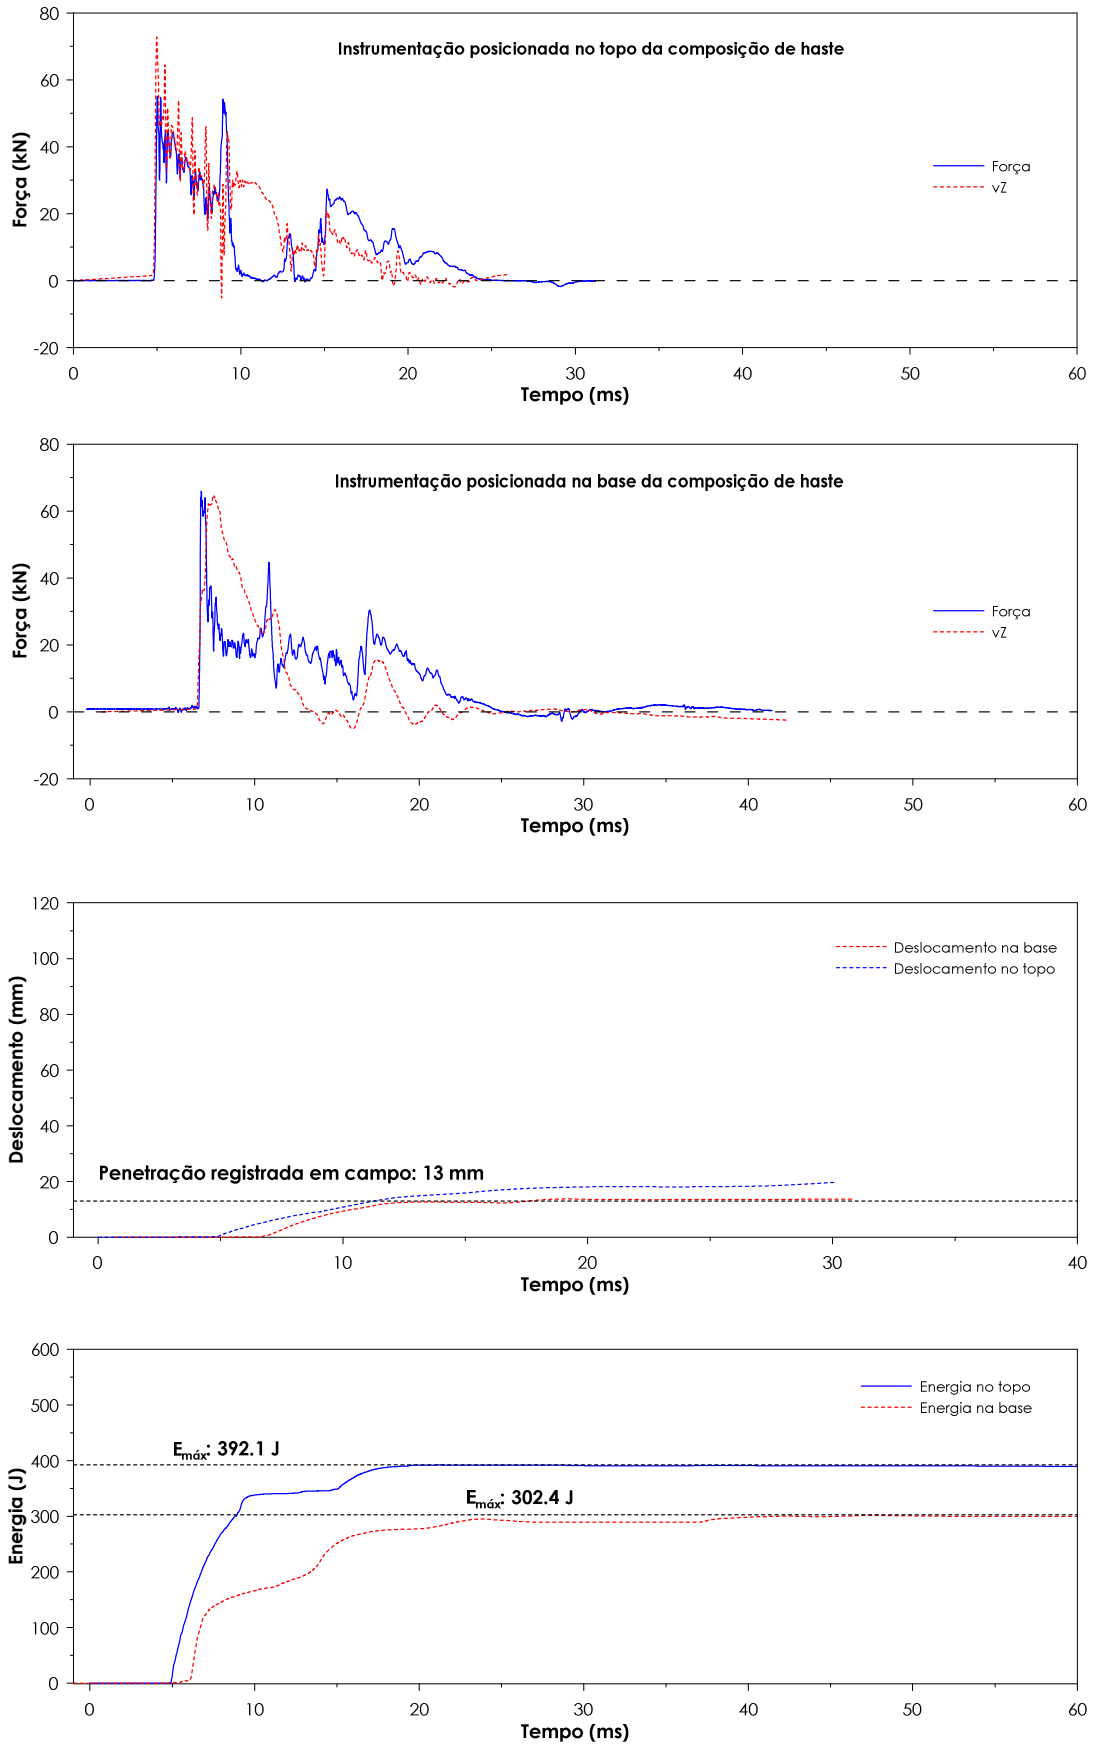 80
Instrumentação posicionada no topo da composição de haste
60
40
Força
vZ
20
0
-20
Força (kN)
0 10 20 30 40 50 60
Tempo (ms)
80
Instrumentação posicionada na base da composição de haste
60
40
Força
vZ
20
0
-20
Força (kN)
0 10 20 30 40 50 60
Tempo (ms)
120
Deslocamento na base
Deslocamento no topo
100
80
60
40
Penetração registrada em campo: 13 mm
20
0
Deslocamento (mm)
0 10 20 30 40
Tempo (ms)
600
Energia no topo
Energia na base
500
Emáx: 392.1 J
400
Emáx: 302.4 J
300
200
100
0
Energia (J)
0 10 20 30 40 50 60
Tempo (ms)